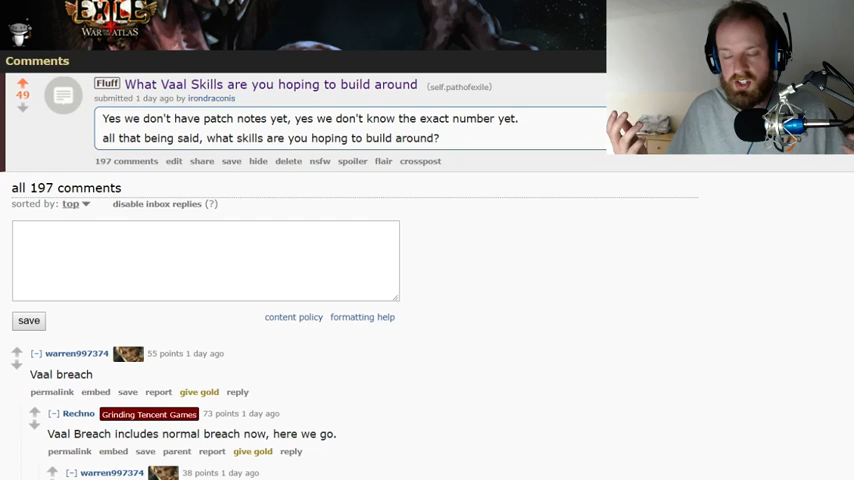 EXILE
WAR FOR THE ATLAS
Comments
49
Fluff What Vaal Skills are you hoping to build around (self.pathofexile)
submitted 1 day ago by irondraconis
Yes we don't have patch notes yet, yes we don't know the exact number yet.
all that being said, what skills are you hoping to build around?
197 comments edit share save hide delete nsfw spoiler flair crosspost
all 197 comments
sorted by: top disable inbox replies (?)
save content policy formatting help
[–] warren997374 55 points 1 day ago
Vaal breach
permalink embed save report give gold reply
[–] Rechno Grinding Tencent Games 73 points 1 day ago
Vaal Breach includes normal breach now, here we go.
permalink embed save parent report give gold reply
[–] warren997374 38 points 1 day ago